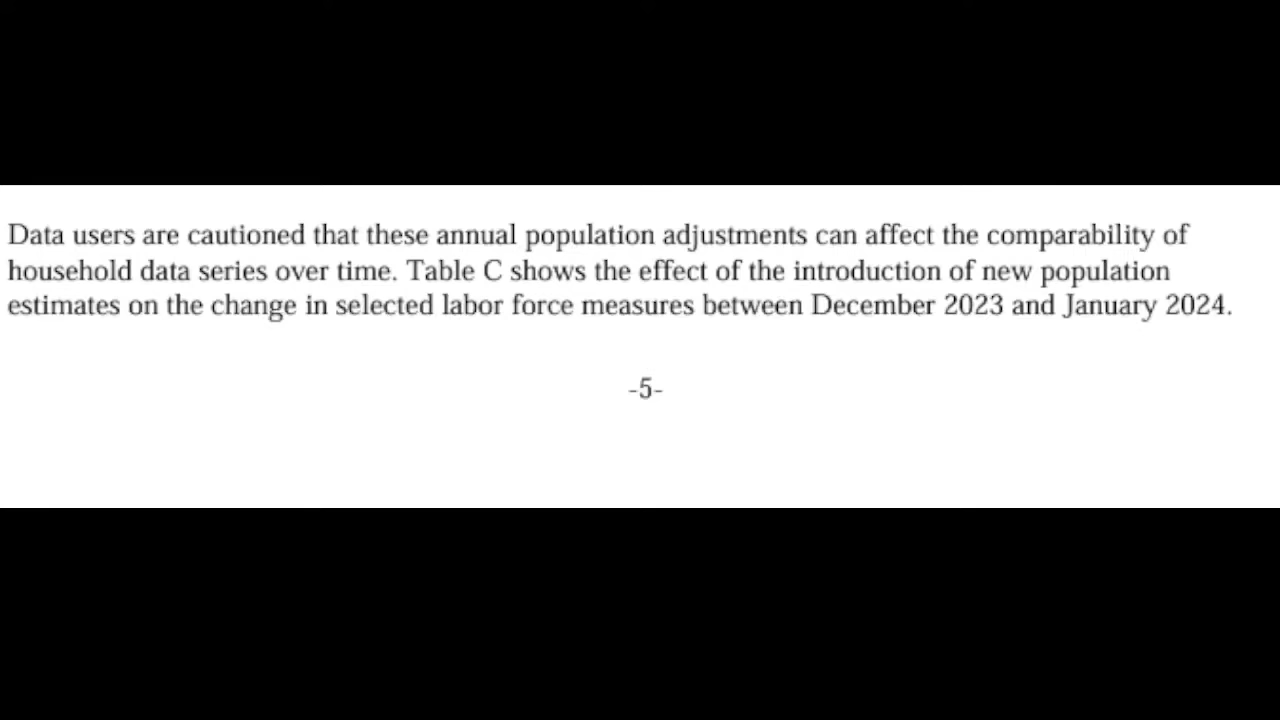 Data users are cautioned that these annual population adjustments can affect the comparability of
household data series over time. Table C shows the effect of the introduction of new population
estimates on the change in selected labor force measures between December 2023 and January 2024.
-5-